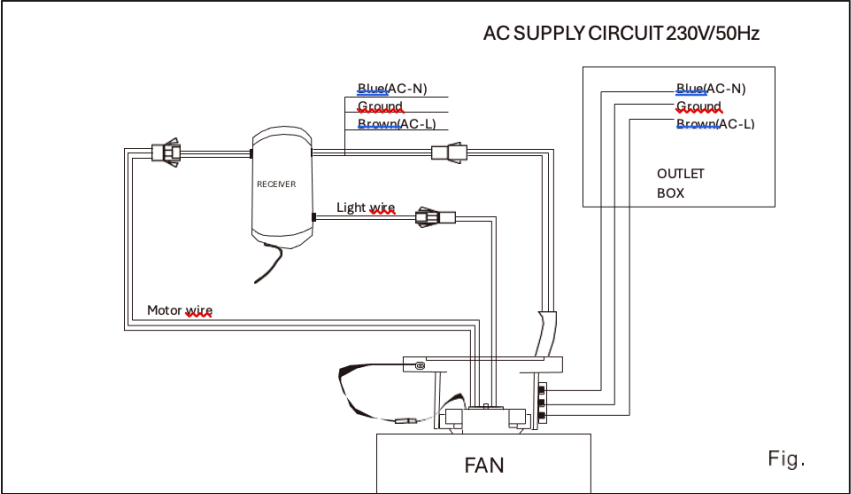 AC SUPPLY CIRCUIT 230V/50Hz
Blue(AC-N)
Ground
Brown(AC-L)
Blue(AC-N)
Ground
Brown(AC-L)
OUTLET
BOX
RECEIVER
Light wire
Motor wire
FAN
Fig.